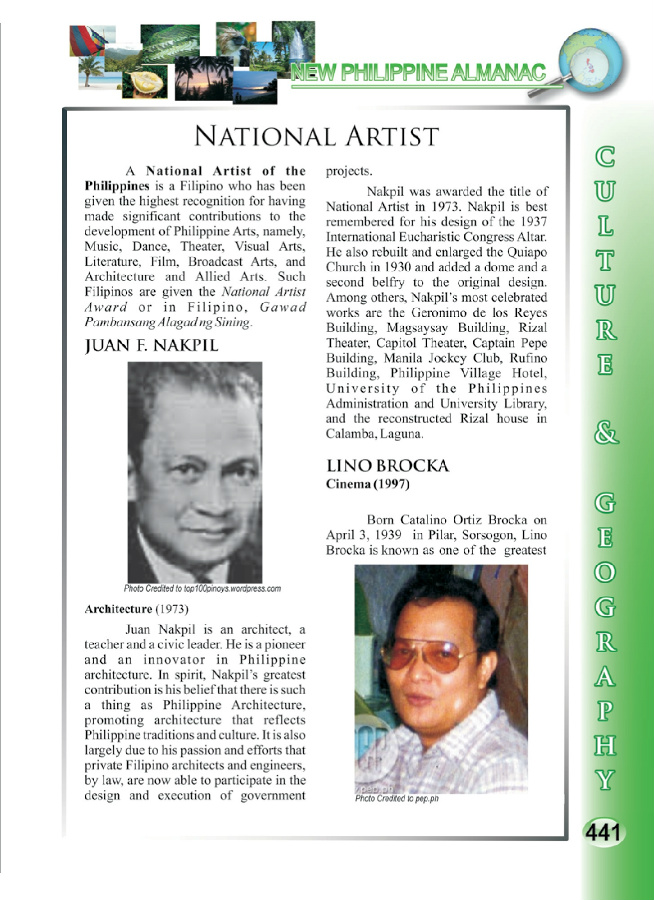 NEW PHILIPPINE ALMANAC
NATIONAL ARTIST
A National Artist of the
Philippines is a Filipino who has been
given the highest recognition for having
made significant contributions to the
development of Philippine Arts, namely,
Music, Dance, Theater, Visual Arts,
Literature, Film, Broadcast Arts, and
Architecture and Allied Arts. Such
Filipinos are given the National Artist
Award or in Filipino, Gawad
Pambansang Alagad ng Sining.
JUAN F. NAKPIL
Photo Credited to top100pinoys.wordpress.com
Architecture (1973)
Juan Nakpil is an architect, a
teacher and a civic leader. He is a pioneer
and an innovator in Philippine
architecture. In spirit, Nakpil's greatest
contribution is his belief that there is such
a thing as Philippine Architecture,
promoting architecture that reflects
Philippine traditions and culture. It is also
largely due to his passion and efforts that
private Filipino architects and engineers,
by law, are now able to participate in the
design and execution of government
projects.
Nakpil was awarded the title of
National Artist in 1973. Nakpil is best
remembered for his design of the 1937
International Eucharistic Congress Altar.
He also rebuilt and enlarged the Quiapo
Church in 1930 and added a dome and a
second belfry to the original design.
Among others, Nakpil's most celebrated
works are the Geronimo de los Reyes
Building, Magsaysay Building, Rizal
Theater, Capitol Theater, Captain Pepe
Building, Manila Jockey Club, Rufino
Building, Philippine Village Hotel,
University of the Philippines
Administration and University Library,
and the reconstructed Rizal house in
Calamba, Laguna.
LINO BROCKA
Cinema (1997)
Born Catalino Ortiz Brocka on
April 3, 1939 in Pilar, Sorsogon, Lino
Brocka is known as one of the greatest
pep.ph
Photo Credited to pep.ph
CULTURE & GEOGRAPHY
441